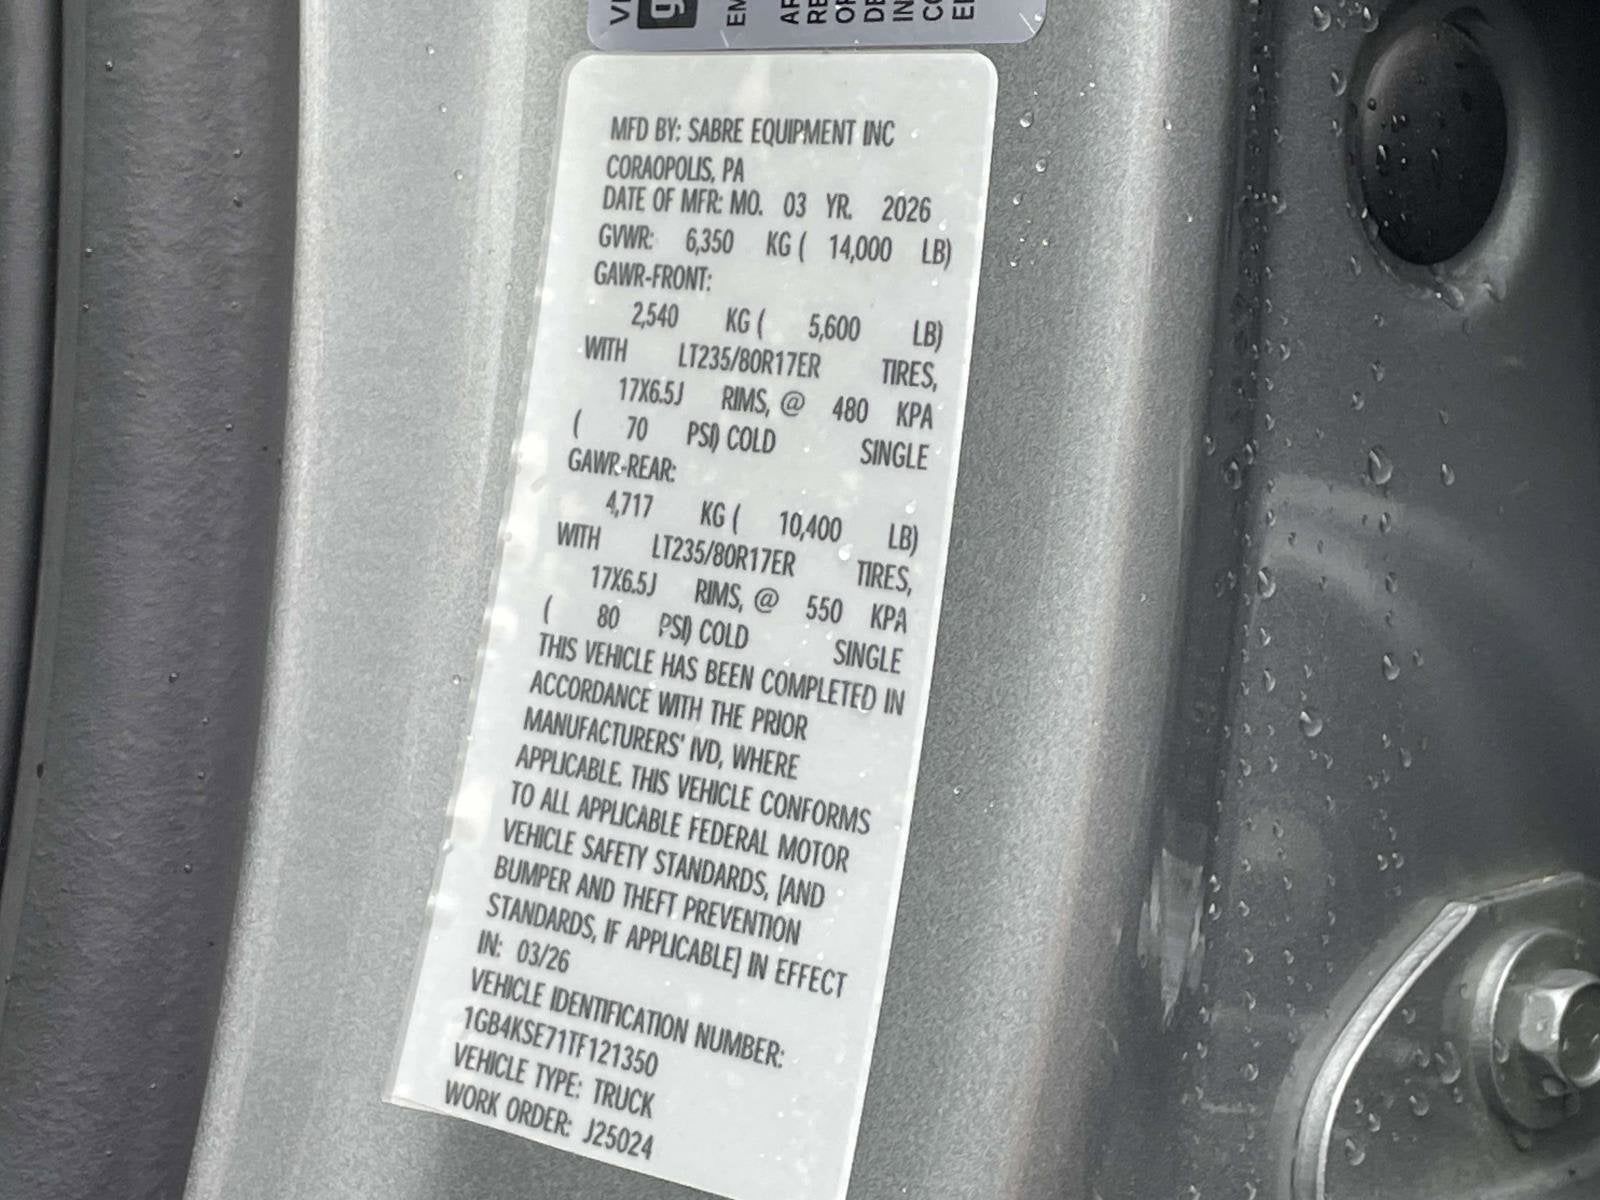 MFD BY: SABRE EQUIPMENT INC
CORAOPOLIS, PA
DATE OF MFR: MO. 03 YR. 2026
GVWR: 6,350 KG ( 14,000 LB)
GAWR-FRONT:
2,540 KG ( 5,600 LB)
WITH LT235/80R17ER TIRES,
17X6.5J RIMS, @ 480 KPA
( 70 PSI) COLD SINGLE
GAWR-REAR:
4,717 KG ( 10,400 LB)
WITH LT235/80R17ER TIRES,
17X6.5J RIMS, @ 550 KPA
( 80 PSI) COLD SINGLE
THIS VEHICLE HAS BEEN COMPLETED IN
ACCORDANCE WITH THE PRIOR
MANUFACTURERS' IVD, WHERE
APPLICABLE. THIS VEHICLE CONFORMS
TO ALL APPLICABLE FEDERAL MOTOR
VEHICLE SAFETY STANDARDS, [AND
BUMPER AND THEFT PREVENTION
STANDARDS, IF APPLICABLE] IN EFFECT
IN: 03/26
VEHICLE IDENTIFICATION NUMBER:
1GB4KSE71TF121350
VEHICLE TYPE: TRUCK
WORK ORDER: J25024